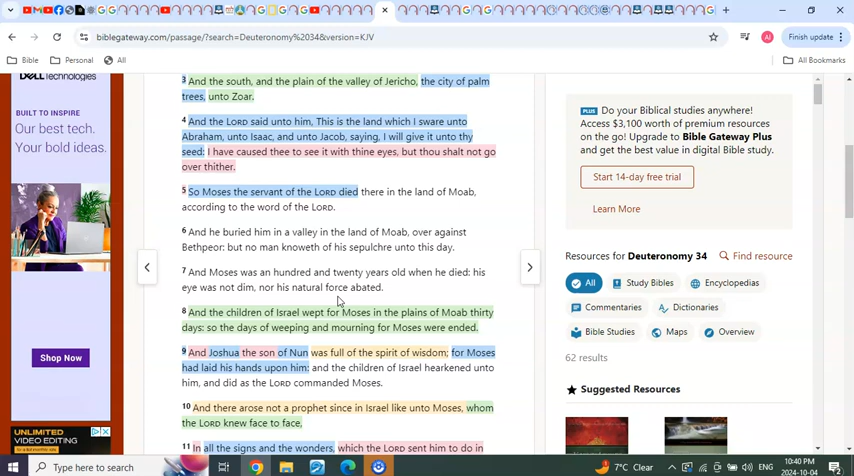 Finish update
biblegateway.com/passage/?search=Deuteronomy%2034&version=KJV
Bible
Personal
All
All Bookmarks
DELL Technologies
BUILT TO INSPIRE
Our best tech.
Your bold ideas.
Shop Now
UNLIMITED
VIDEO EDITING
3 And the south, and the plain of the valley of Jericho, the city of palm
trees, unto Zoar.
4 And the LORD said unto him, This is the land which I sware unto
Abraham, unto Isaac, and unto Jacob, saying, I will give it unto thy
seed: I have caused thee to see it with thine eyes, but thou shalt not go
over thither.
5 So Moses the servant of the LORD died there in the land of Moab,
according to the word of the LORD.
6 And he buried him in a valley in the land of Moab, over against
Bethpeor: but no man knoweth of his sepulchre unto this day.
7 And Moses was an hundred and twenty years old when he died: his
eye was not dim, nor his natural force abated.
8 And the children of Israel wept for Moses in the plains of Moab thirty
days: so the days of weeping and mourning for Moses were ended.
9 And Joshua the son of Nun was full of the spirit of wisdom; for Moses
had laid his hands upon him: and the children of Israel hearkened unto
him, and did as the LORD commanded Moses.
10 And there arose not a prophet since in Israel like unto Moses, whom
the LORD knew face to face,
11 In all the signs and the wonders, which the LORD sent him to do in
PLUS Do your Biblical studies anywhere!
Access $3,100 worth of premium resources
on the go! Upgrade to Bible Gateway Plus
and get the best value in digital Bible study.
Start 14-day free trial
Learn More
Resources for Deuteronomy 34
Find resource
All
Study Bibles
Encyclopedias
Commentaries
Dictionaries
Bible Studies
Maps
Overview
62 results
Suggested Resources
Type here to search
7°C Clear
ENG
10:40 PM
2024-10-04